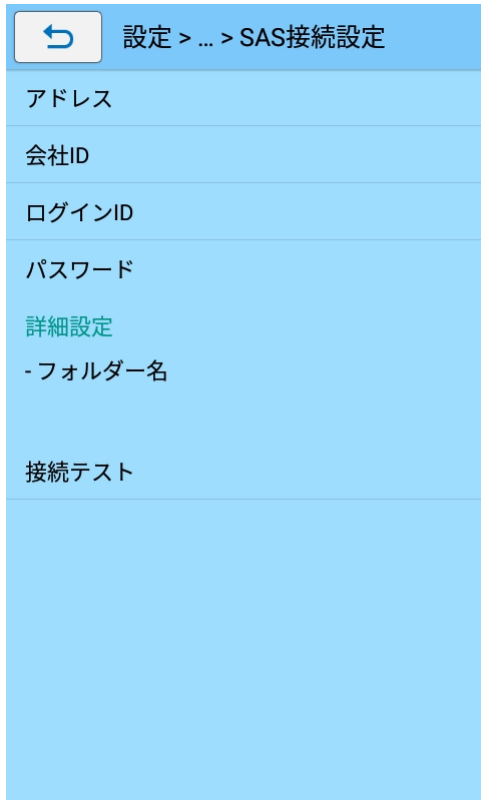 設定 > ... > SAS接続設定
アドレス
会社ID
ログインID
パスワード
詳細設定
- フォルダー名
接続テスト